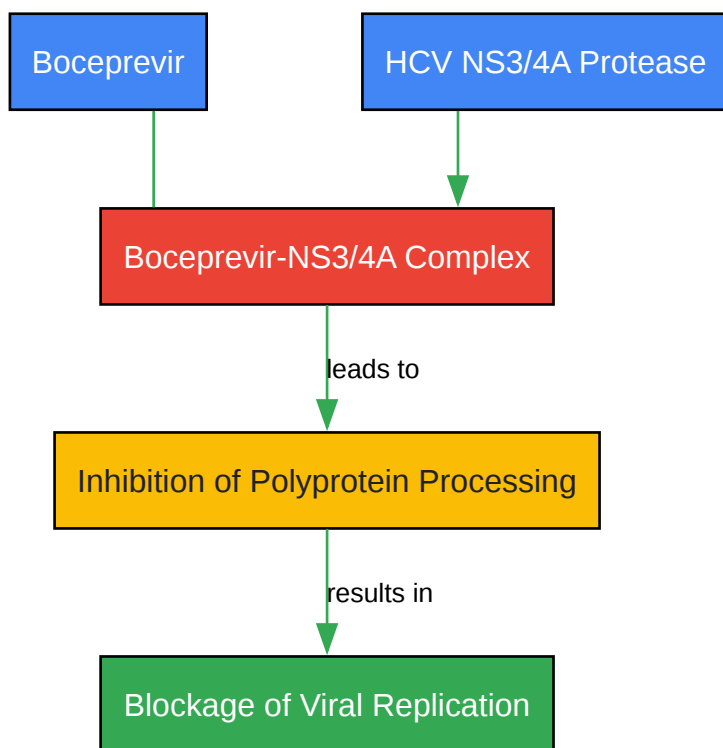 Boceprevir
HCV NS3/4A Protease
Boceprevir-NS3/4A Complex
leads to
Inhibition of Polyprotein Processing
results in
Blockage of Viral Replication